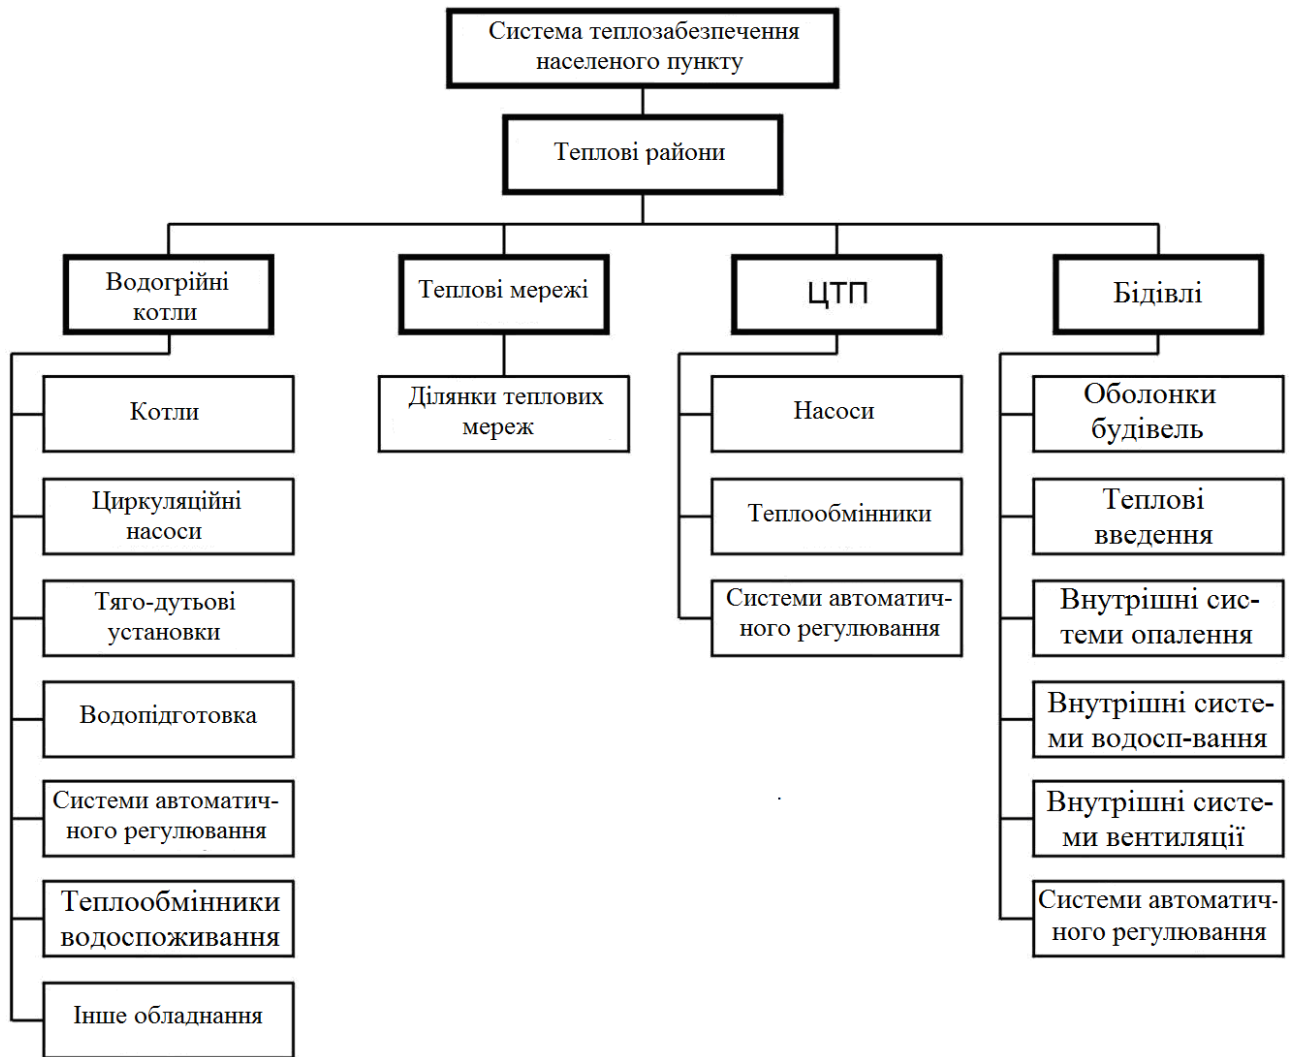 Система теплозабезпечення
населеного пункту
Теплові райони
Водогрійні
котли
Теплові мережі
ЦТП
Бідівлі
Котли
Циркуляційні
насоси
Тяго-дутьові
установки
Водопідготовка
Системи автоматич-
ного регулювання
Теплообмінники
водоспоживання
Інше обладнання
Ділянки теплових
мереж
Насоси
Теплообмінники
Системи автоматич-
ного регулювання
Оболонки
будівель
Теплові
введення
Внутрішні сис-
теми опалення
Внутрішні систе-
ми водосп-вання
Внутрішні систе-
ми вентиляції
Системи автоматич-
ного регулювання